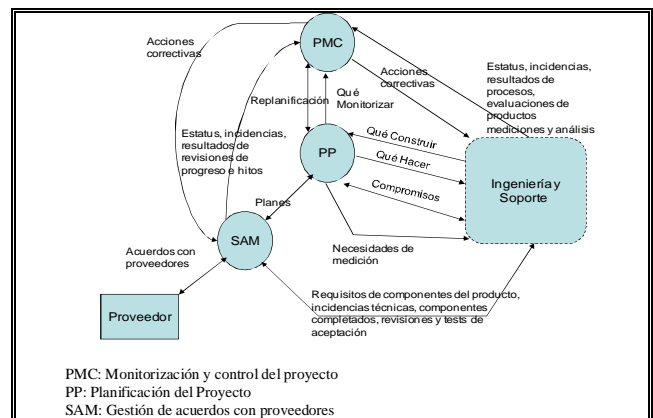 Acciones
correctivas
PMC
Acciones
correctivas
Estatus, incidencias,
resultados de
procesos,
evaluaciones de
productos
mediciones y análisis
Replanificación
Qué
Monitorizar
Estatus, incidencias,
resultados de
revisiones de
progreso e hitos
PP
Qué Construir
Qué Hacer
Compromisos
Ingeniería y
Soporte
Planes
SAM
Necesidades de
medición
Acuerdos con
proveedores
Proveedor
Requisitos de componentes del producto,
incidencias técnicas, componentes
completados, revisiones y tests de
aceptación
PMC: Monitorización y control del proyecto
PP: Planificación del Proyecto
SAM: Gestión de acuerdos con proveedores